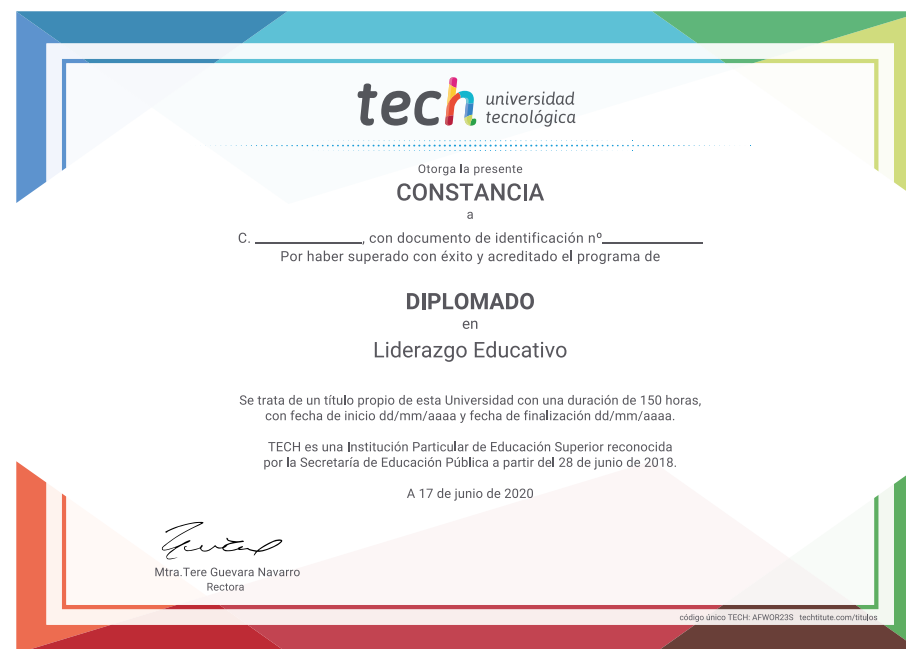 tech universidad
tecnológica
Otorga la presente
CONSTANCIA
a
C. ____________, con documento de identificación nº____________
Por haber superado con éxito y acreditado el programa de
DIPLOMADO
en
Liderazgo Educativo
Se trata de un título propio de esta Universidad con una duración de 150 horas,
con fecha de inicio dd/mm/aaaa y fecha de finalización dd/mm/aaaa.
TECH es una Institución Particular de Educación Superior reconocida
por la Secretaría de Educación Pública a partir del 28 de junio de 2018.
A 17 de junio de 2020
Mtra.Tere Guevara Navarro
Rectora
código único TECH: AFWOR23S techtitute.com/titulos